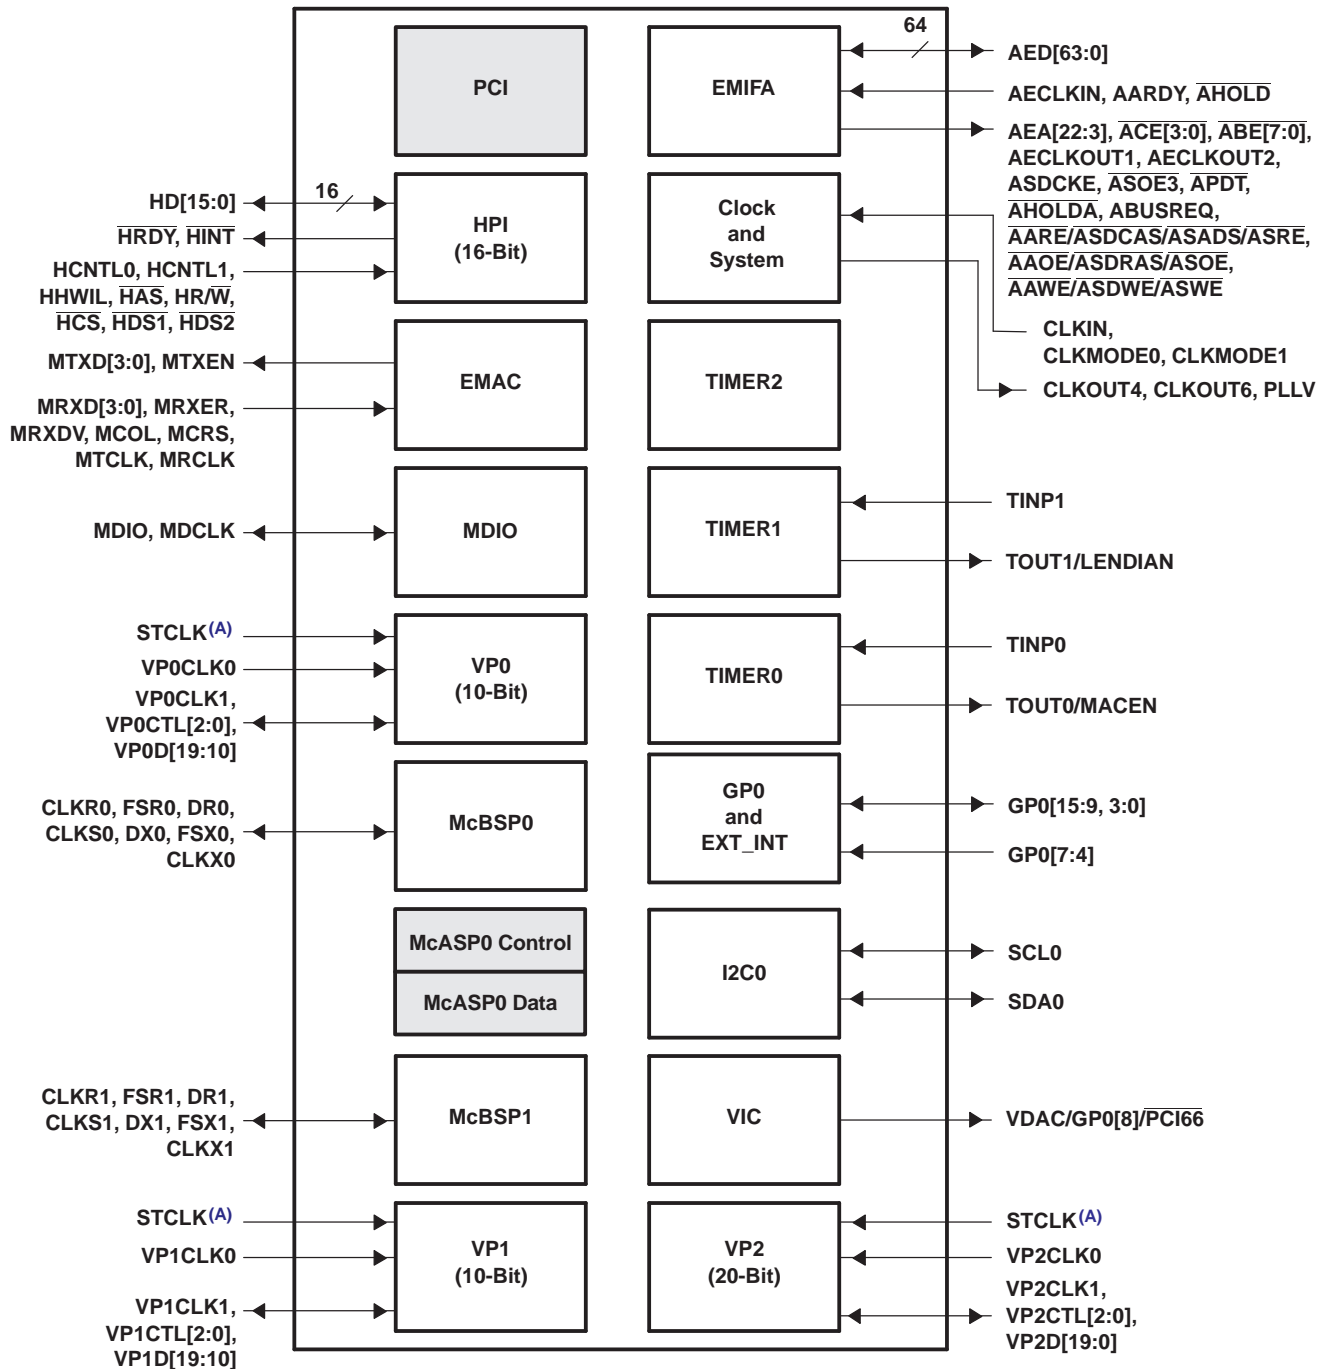 PCI
EMIFA
64
AED[63:0]
AECLKIN, AARDY, AHOLD
AEA[22:3], ACE[3:0], ABE[7:0],
AECLKOUT1, AECLKOUT2,
ASDCKE, ASOE3, APDT,
AHOLDA, ABUSREQ,
AARE/ASDCAS/ASADS/ASRE,
AAOE/ASDRAS/ASOE,
AAWE/ASDWE/ASWE
HD[15:0]
16
HRDY, HINT
HCNTL0, HCNTL1,
HHWIL, HAS, HR/W,
HCS, HDS1, HDS2
HPI
(16-Bit)
Clock
and
System
CLKIN,
CLKMODE0, CLKMODE1
CLKOUT4, CLKOUT6, PLLV
MTXD[3:0], MTXEN
MRXD[3:0], MRXER,
MRXDV, MCOL, MCRS,
MTCLK, MRCLK
EMAC
TIMER2
MDIO, MDCLK
MDIO
TIMER1
TINP1
TOUT1/LENDIAN
STCLK(A)
VP0CLK0
VP0CLK1,
VP0CTL[2:0],
VP0D[19:10]
VP0
(10-Bit)
TIMER0
TINP0
TOUT0/MACEN
CLKR0, FSR0, DR0,
CLKS0, DX0, FSX0,
CLKX0
McBSP0
GP0
and
EXT_INT
GP0[15:9, 3:0]
GP0[7:4]
McASP0 Control
McASP0 Data
I2C0
SCL0
SDA0
CLKR1, FSR1, DR1,
CLKS1, DX1, FSX1,
CLKX1
McBSP1
VIC
VDAC/GP0[8]/PCI66
STCLK(A)
VP1CLK0
VP1CLK1,
VP1CTL[2:0],
VP1D[19:10]
VP1
(10-Bit)
VP2
(20-Bit)
STCLK(A)
VP2CLK0
VP2CLK1,
VP2CTL[2:0],
VP2D[19:0]